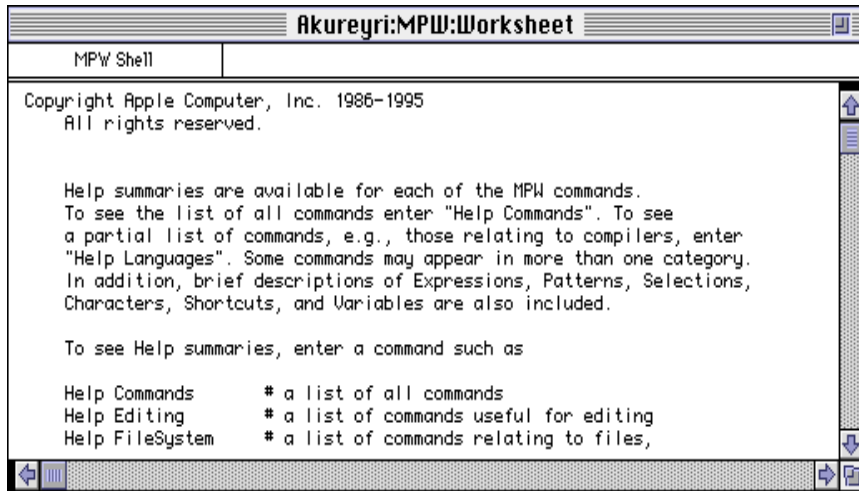 Akureyri:MPW:Worksheet
MPW Shell
Copyright Apple Computer, Inc. 1986-1995
All rights reserved.
Help summaries are available for each of the MPW commands.
To see the list of all commands enter "Help Commands". To see
a partial list of commands, e.g., those relating to compilers, enter
"Help Languages". Some commands may appear in more than one category.
In addition, brief descriptions of Expressions, Patterns, Selections,
Characters, Shortcuts, and Variables are also included.
To see Help summaries, enter a command such as
Help Commands # a list of all commands
Help Editing # a list of commands useful for editing
Help FileSystem # a list of commands relating to files,